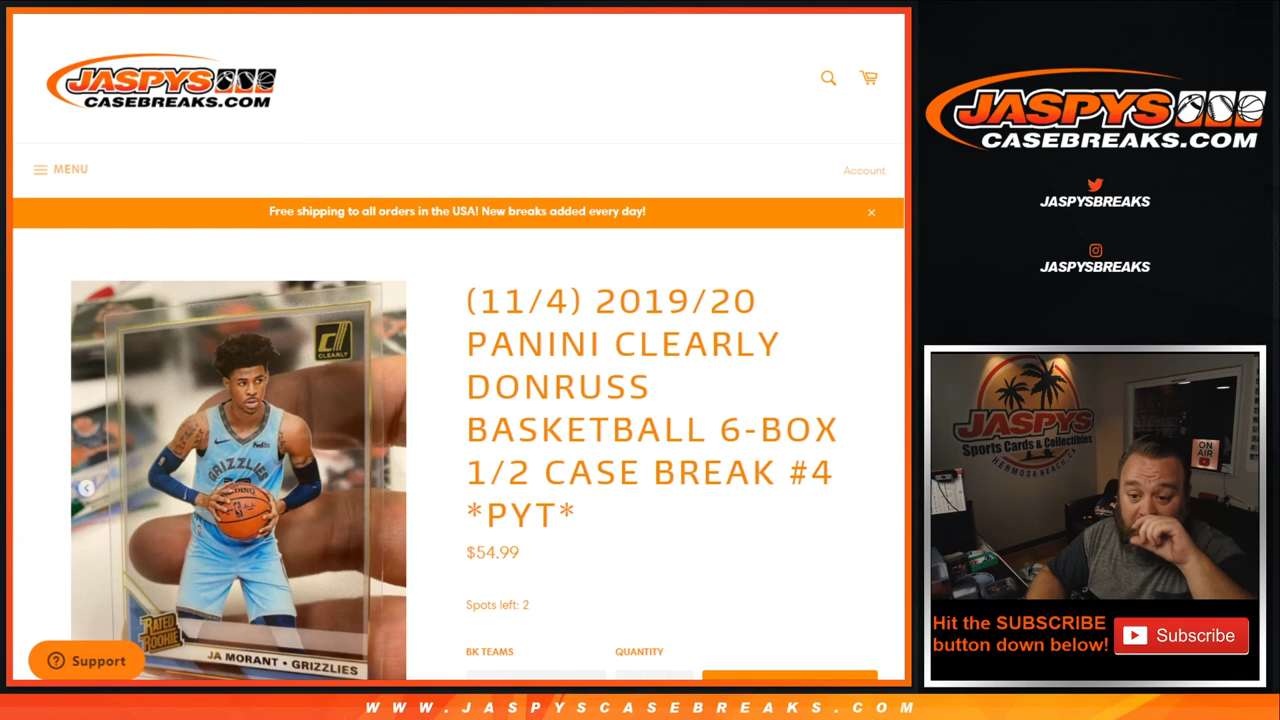 JASPYS
CASEBREAKS.COM
MENU
Account
Free shipping to all orders in the USA! New breaks added every day!
×
CLEARLY
GRIZZLIES
RATED
ROOKIE
JA MORANT • GRIZZLIES
Support
(11/4) 2019/20
PANINI CLEARLY
DONRUSS
BASKETBALL 6-BOX
1/2 CASE BREAK #4
*PYT*
$54.99
Spots left: 2
BK TEAMS
QUANTITY
JASPYS
CASEBREAKS.COM
JASPYSBREAKS
JASPYSBREAKS
JASPYS
Sports Cards & Collectibles
HERMOSA BEACH, CA
ON
AIR
Hit the SUBSCRIBE
button down below!
Subscribe
WWW.JASPYSCASEBREAKS.COM